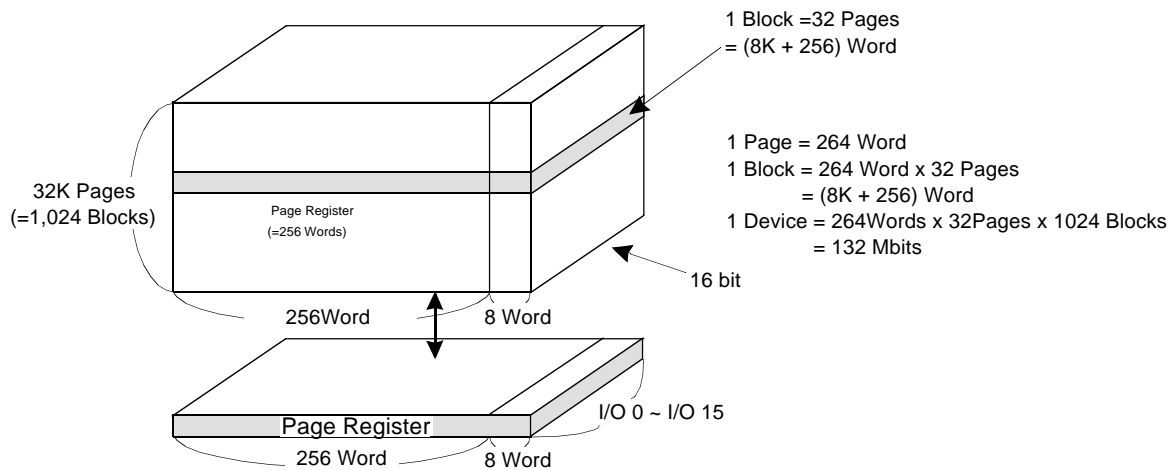 1 Block =32 Pages
= (8K + 256) Word
1 Page = 264 Word
1 Block = 264 Word x 32 Pages
= (8K + 256) Word
1 Device = 264Words x 32Pages x 1024 Blocks
= 132 Mbits
32K Pages
(=1,024 Blocks)
Page Register
(=256 Words)
16 bit
256Word
8 Word
I/O 0 ~ I/O 15
Page Register
256 Word
8 Word